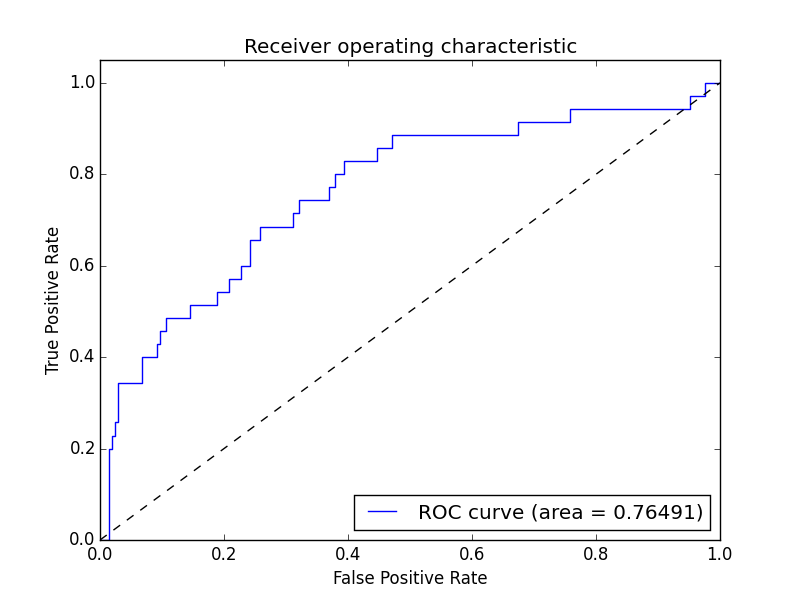 Receiver operating characteristic
True Positive Rate
1.0
0.8
0.6
0.4
0.2
0.0
ROC curve (area = 0.76491)
0.0 0.2 0.4 0.6 0.8 1.0
False Positive Rate